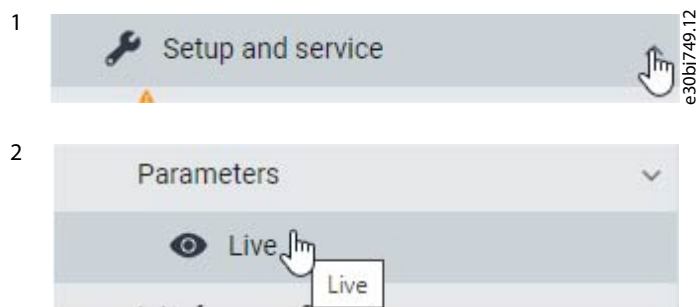 1
Setup and service
e30bi749.12
2
Parameters
Live
Live